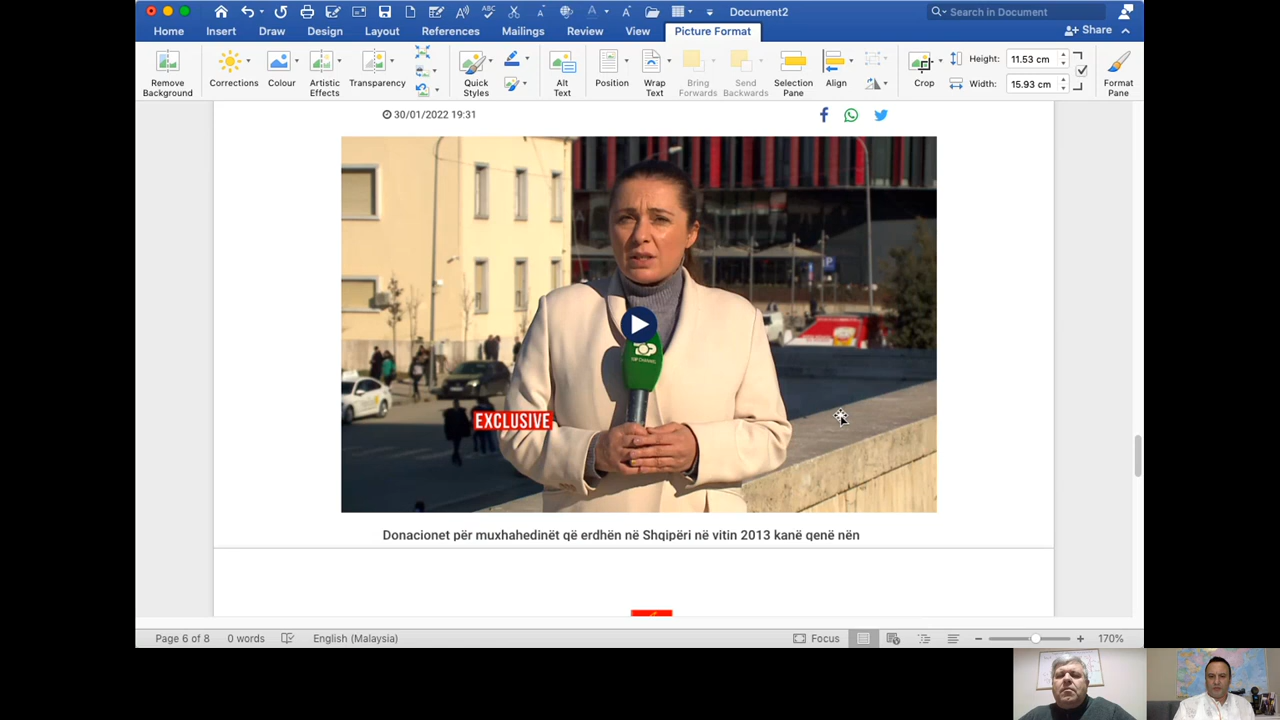 Document2
Search in Document
Home
Insert
Draw
Design
Layout
References
Mailings
Review
View
Picture Format
Share
Remove
Background
Corrections
Colour
Artistic
Effects
Transparency
Quick
Styles
Alt
Text
Position
Wrap
Text
Bring
Forwards
Send
Backwards
Selection
Pane
Align
Crop
Height: 11.53 cm
Width: 15.93 cm
Format
Pane
30/01/2022 19:31
TOP CHANNEL
EXCLUSIVE
Donacionet për muxhahedinët që erdhën në Shqipëri në vitin 2013 kanë qenë nën
Page 6 of 8
0 words
English (Malaysia)
Focus
170%